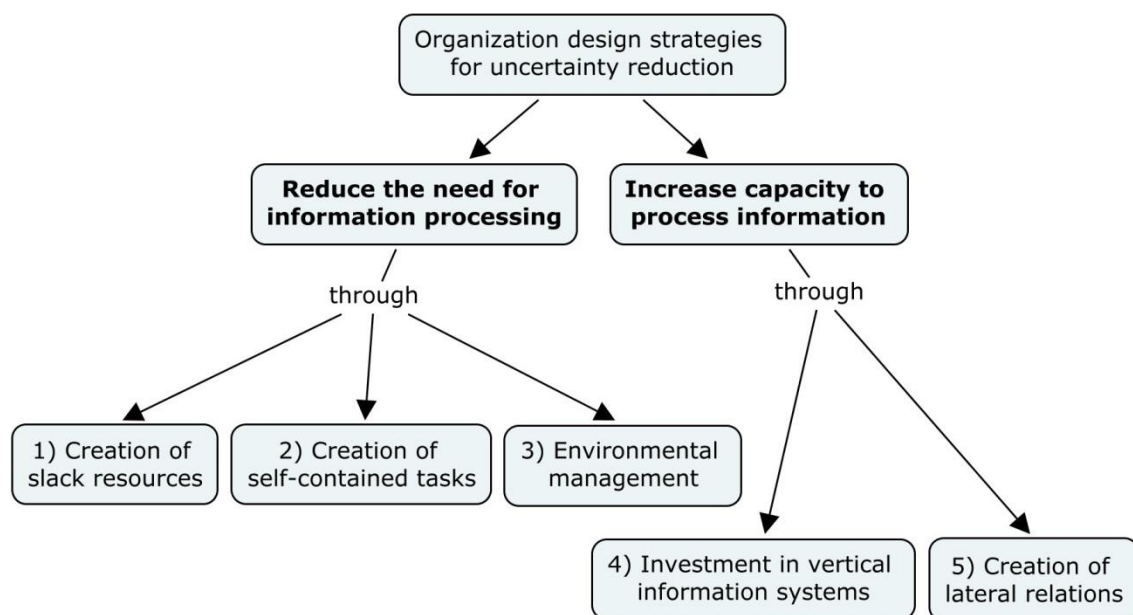 Organization design strategies
for uncertainty reduction
Reduce the need for
information processing
Increase capacity to
process information
through
through
1) Creation of
slack resources
2) Creation of
self-contained tasks
3) Environmental
management
4) Investment in vertical
information systems
5) Creation of
lateral relations